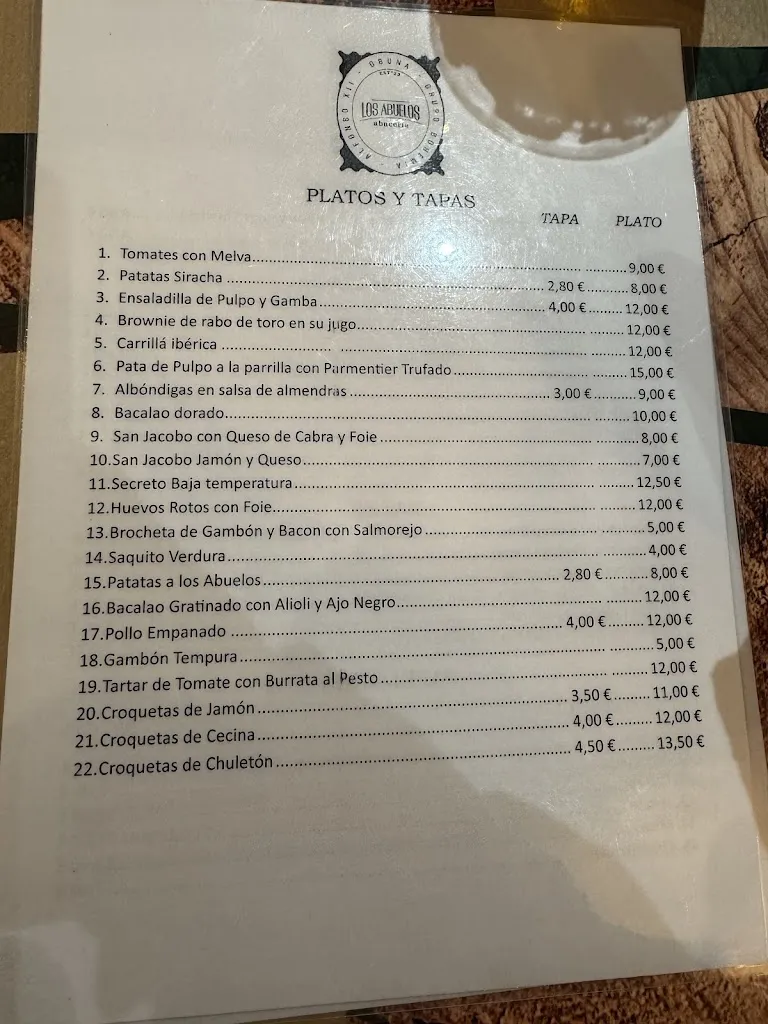 ALFONSO XII · OSUNA · GRUPO BOHEMIA
LOS ABUELOS
abacería
PLATOS Y TAPAS
TAPA PLATO
1. Tomates con Melva 9,00 €
2. Patatas Siracha 2,80 € 8,00 €
3. Ensaladilla de Pulpo y Gamba 4,00 € 12,00 €
4. Brownie de rabo de toro en su jugo 12,00 €
5. Carrillá ibérica 12,00 €
6. Pata de Pulpo a la parrilla con Parmentier Trufado 15,00 €
7. Albóndigas en salsa de almendras 3,00 € 9,00 €
8. Bacalao dorado 10,00 €
9. San Jacobo con Queso de Cabra y Foie 8,00 €
10. San Jacobo Jamón y Queso 7,00 €
11. Secreto Baja temperatura 12,50 €
12. Huevos Rotos con Foie 12,00 €
13. Brocheta de Gambón y Bacon con Salmorejo 5,00 €
14. Saquito Verdura 4,00 €
15. Patatas a los Abuelos 2,80 € 8,00 €
16. Bacalao Gratinado con Alioli y Ajo Negro 12,00 €
17. Pollo Empanado 4,00 € 12,00 €
18. Gambón Tempura 5,00 €
19. Tartar de Tomate con Burrata al Pesto 12,00 €
20. Croquetas de Jamón 3,50 € 11,00 €
21. Croquetas de Cecina 4,00 € 12,00 €
22. Croquetas de Chuletón 4,50 € 13,50 €